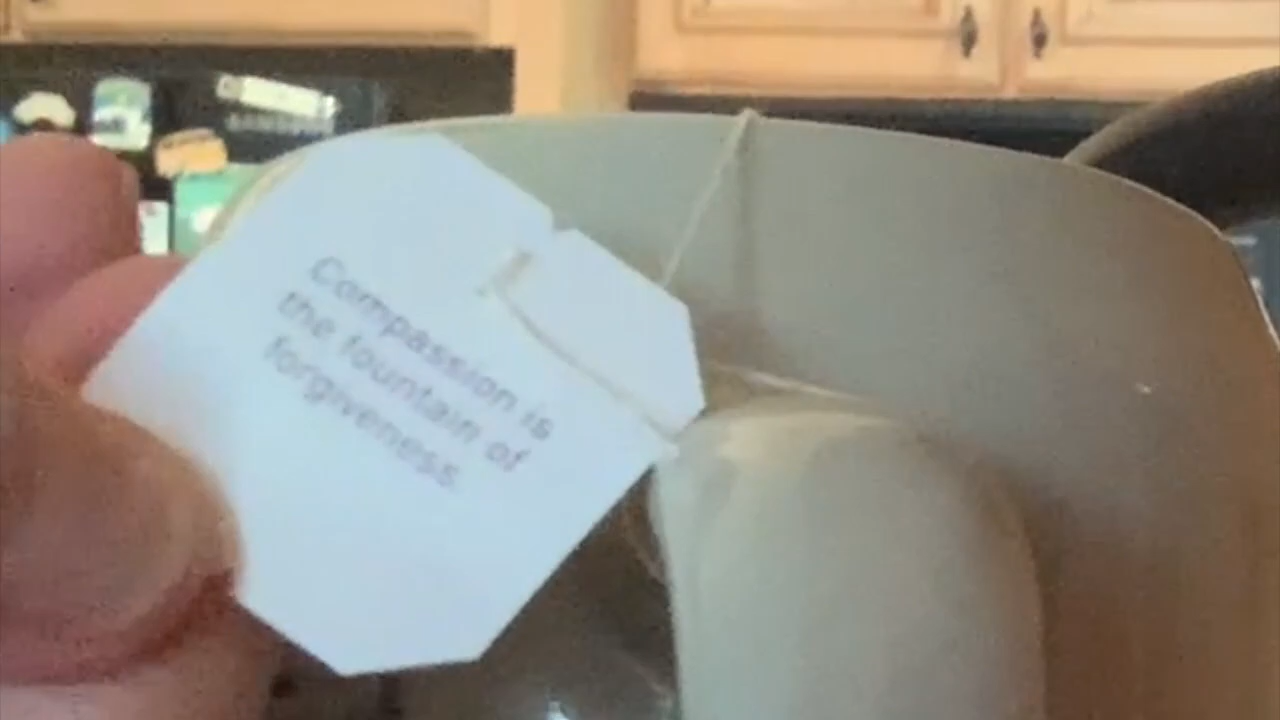 Compassion is
the fountain of
forgiveness.